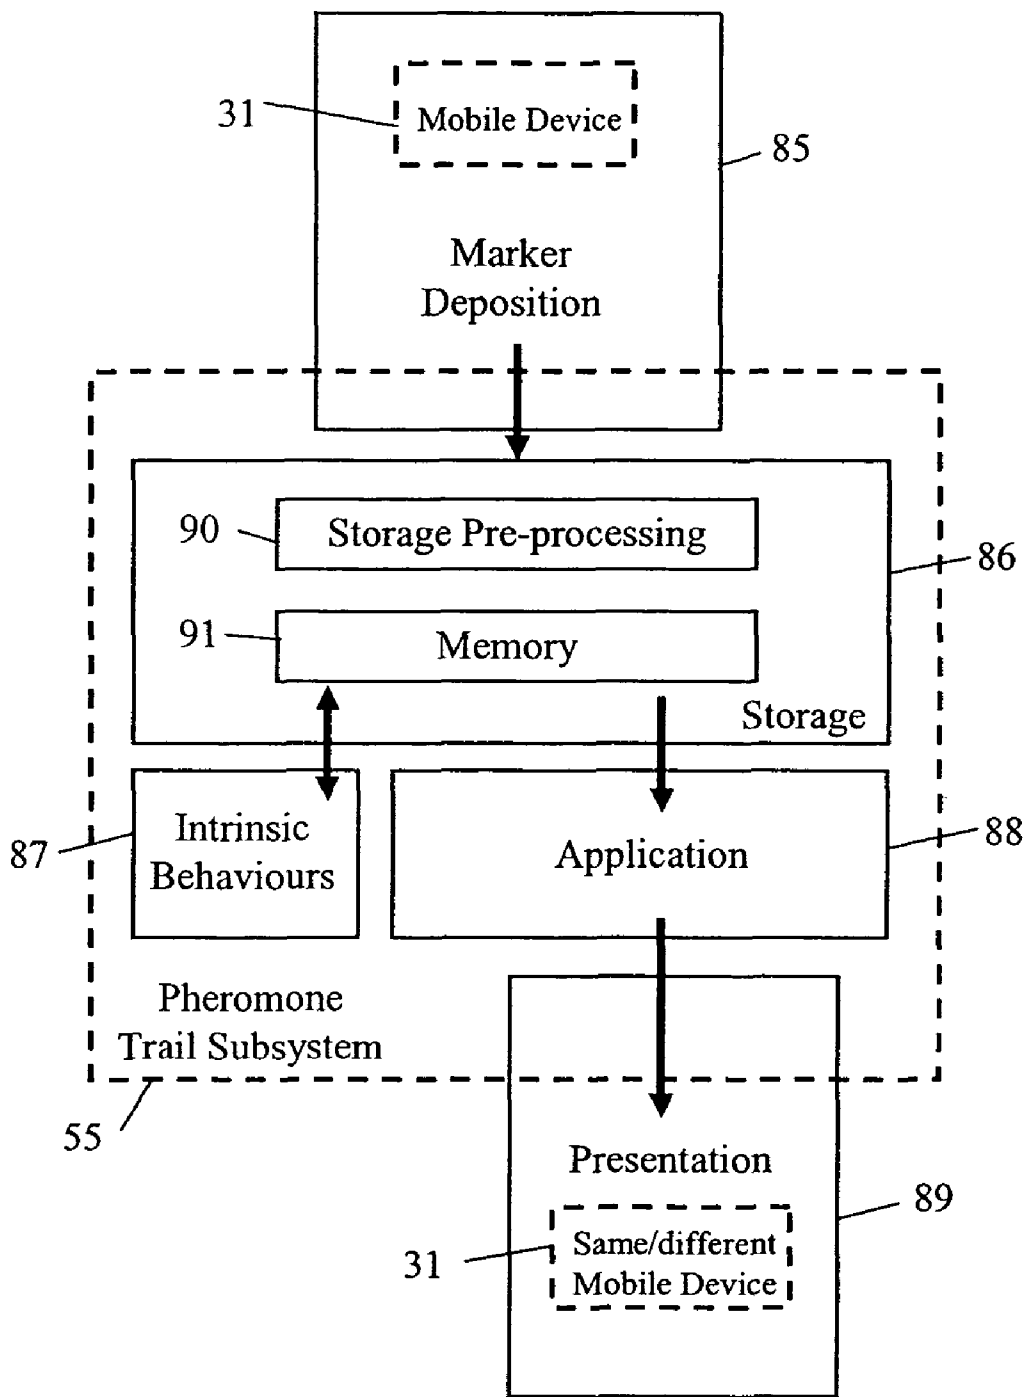 31
Mobile Device
85
Marker
Deposition
90
Storage Pre-processing
86
91
Memory
Storage
87
Intrinsic
Behaviours
Application
88
Pheromone
Trail Subsystem
55
Presentation
89
31
Same/different
Mobile Device